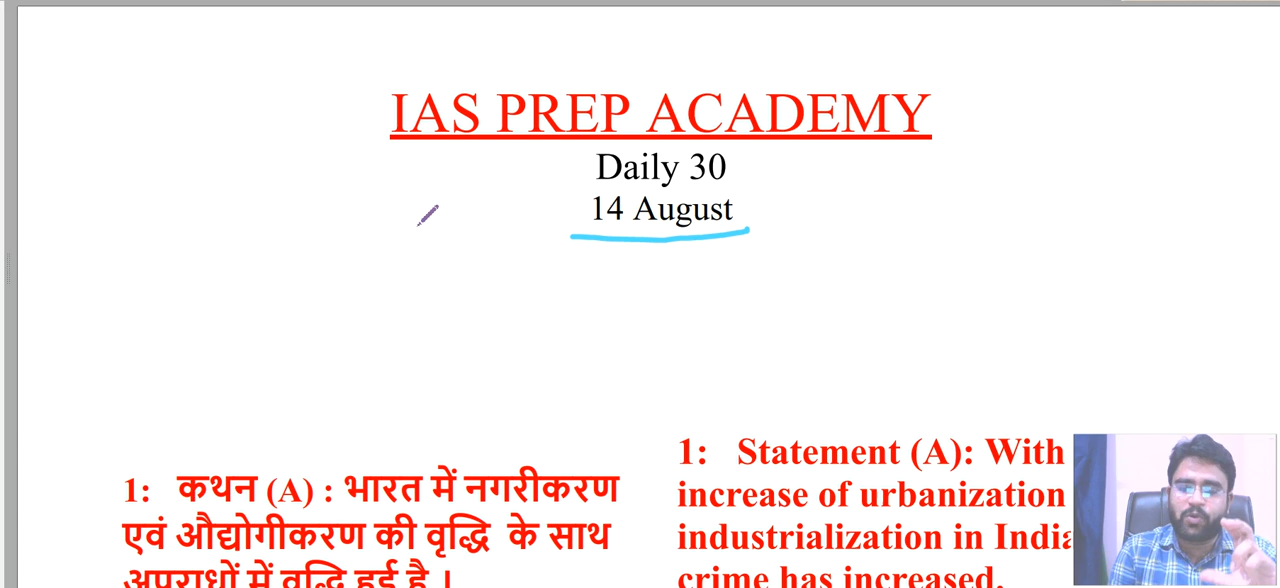 IAS PREP ACADEMY
Daily 30
14 August
1: कथन (A) : भारत में नगरीकरण
एवं औद्योगीकरण की वृद्धि के साथ
अपराधों में वृद्धि हुई है ।
1: Statement (A): With
increase of urbanization
industrialization in India
crime has increased.